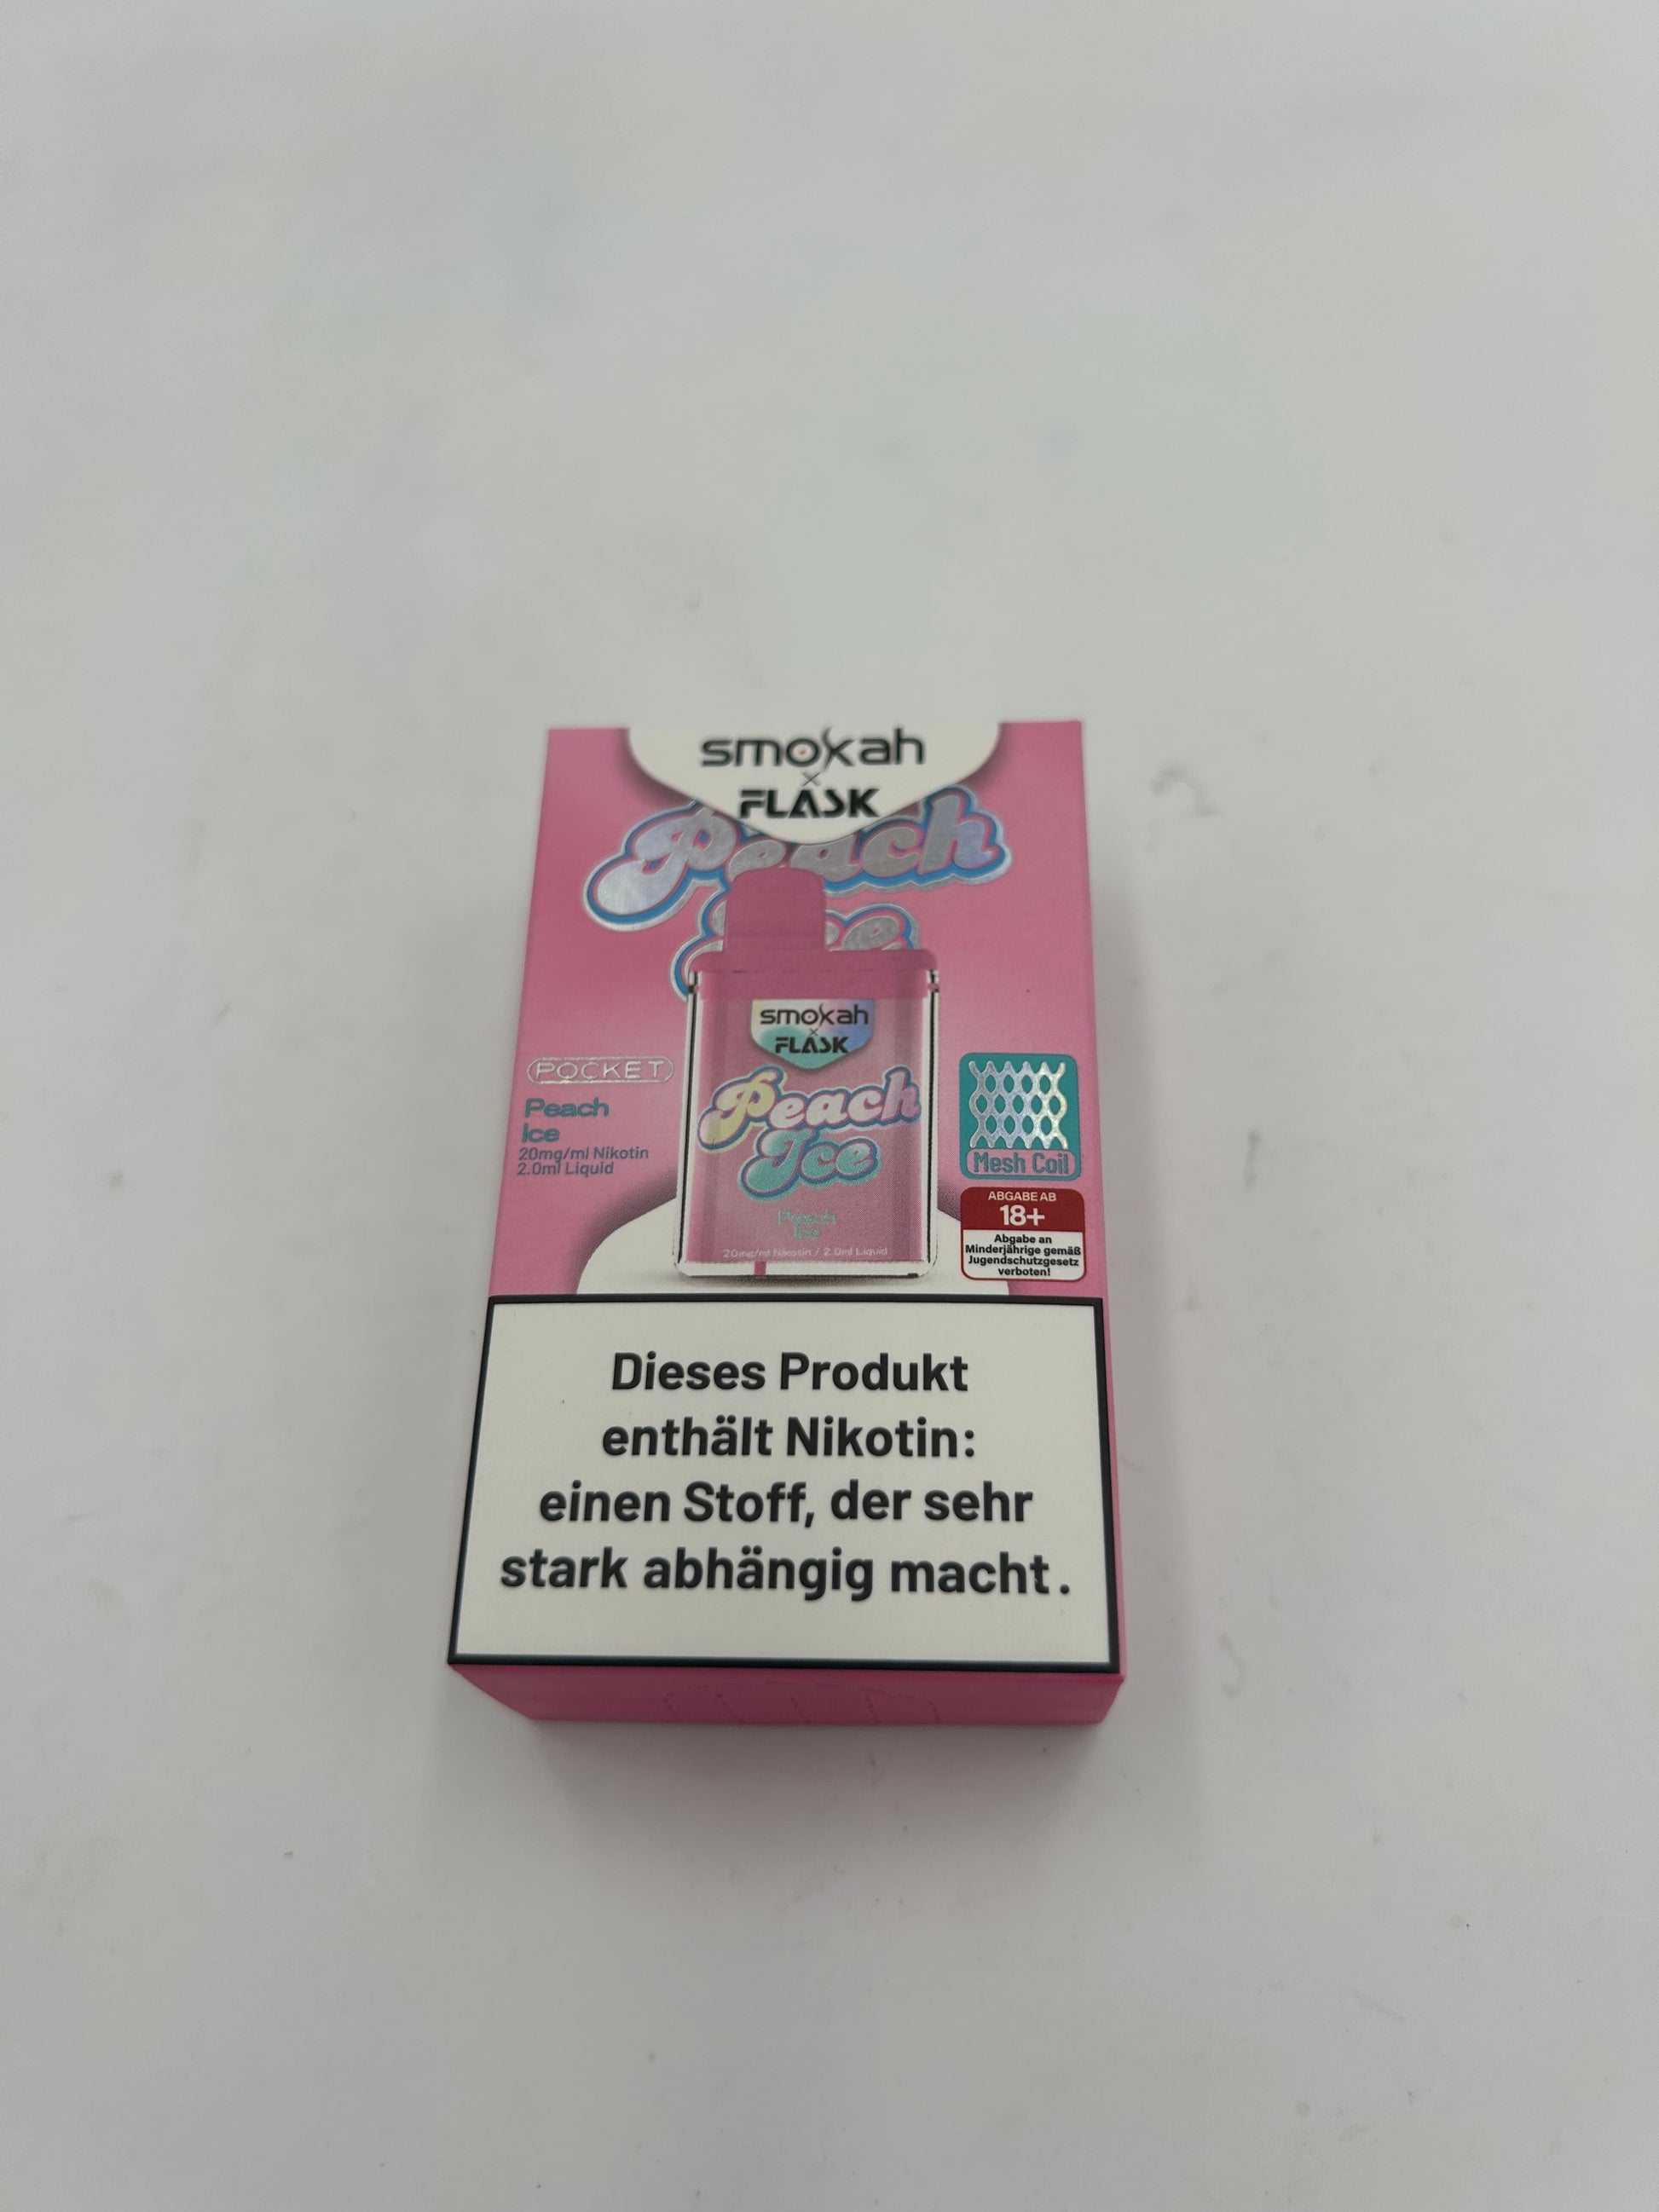 smokah
×
FLASK
Peach
Ice
smokah
×
FLASK
Peach
Ice
Peach
Ice
20mg/ml Nikotin / 2.0ml Liquid
POCKET
Peach
Ice
20mg/ml Nikotin
2.0ml Liquid
Mesh Coil
ABGABE AB
18+
Abgabe an
Minderjährige gemäß
Jugendschutzgesetz
verboten!
Dieses Produkt
enthält Nikotin:
einen Stoff, der sehr
stark abhängig macht.